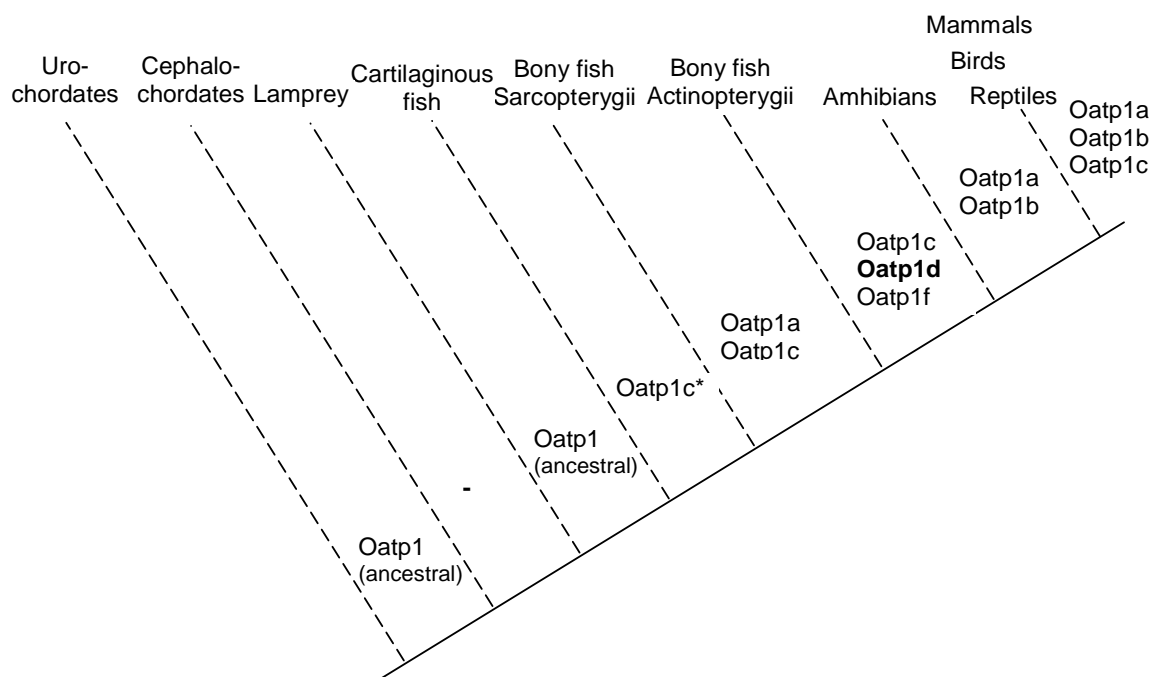 Uro-
chordates
Cephalo-
chordates
Lamprey
Cartilaginous
fish
Bony fish
Sarcopterygii
Bony fish
Actinopterygii
Amhibians
Mammals
Birds
Reptiles
Oatp1a
Oatp1b
Oatp1c
Oatp1a
Oatp1b
Oatp1c
Oatp1d
Oatp1f
Oatp1a
Oatp1c
Oatp1c*
Oatp1
(ancestral)
-
Oatp1
(ancestral)